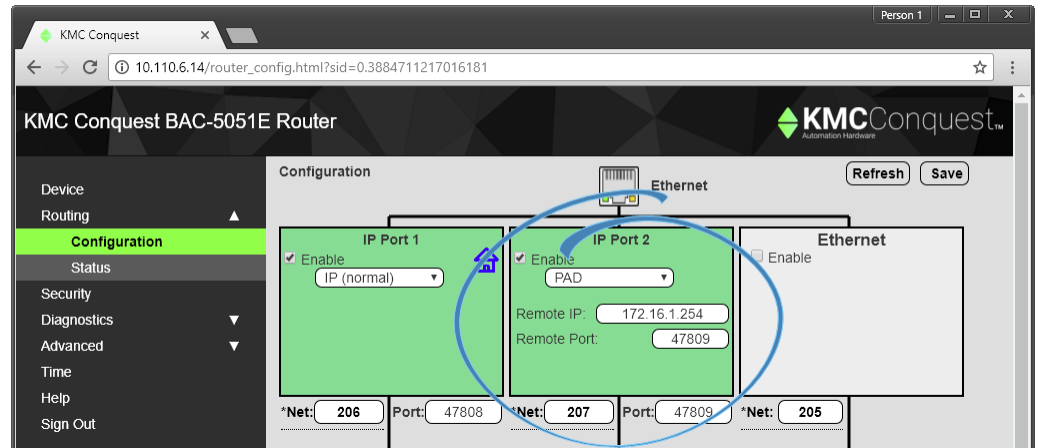 Person 1
KMC Conquest
10.110.6.14/router_config.html?sid=0.3884711217016181
KMC Conquest BAC-5051E Router
KMCConquest™
Automation Hardware
Device
Routing
Configuration
Status
Security
Diagnostics
Advanced
Time
Help
Sign Out
Configuration
Ethernet
Refresh Save
IP Port 1
Enable
IP (normal)
IP Port 2
Enable
PAD
Remote IP: 172.16.1.254
Remote Port: 47809
Ethernet
Enable
*Net: 206 Port: 47808 *Net: 207 Port: 47809 *Net: 205